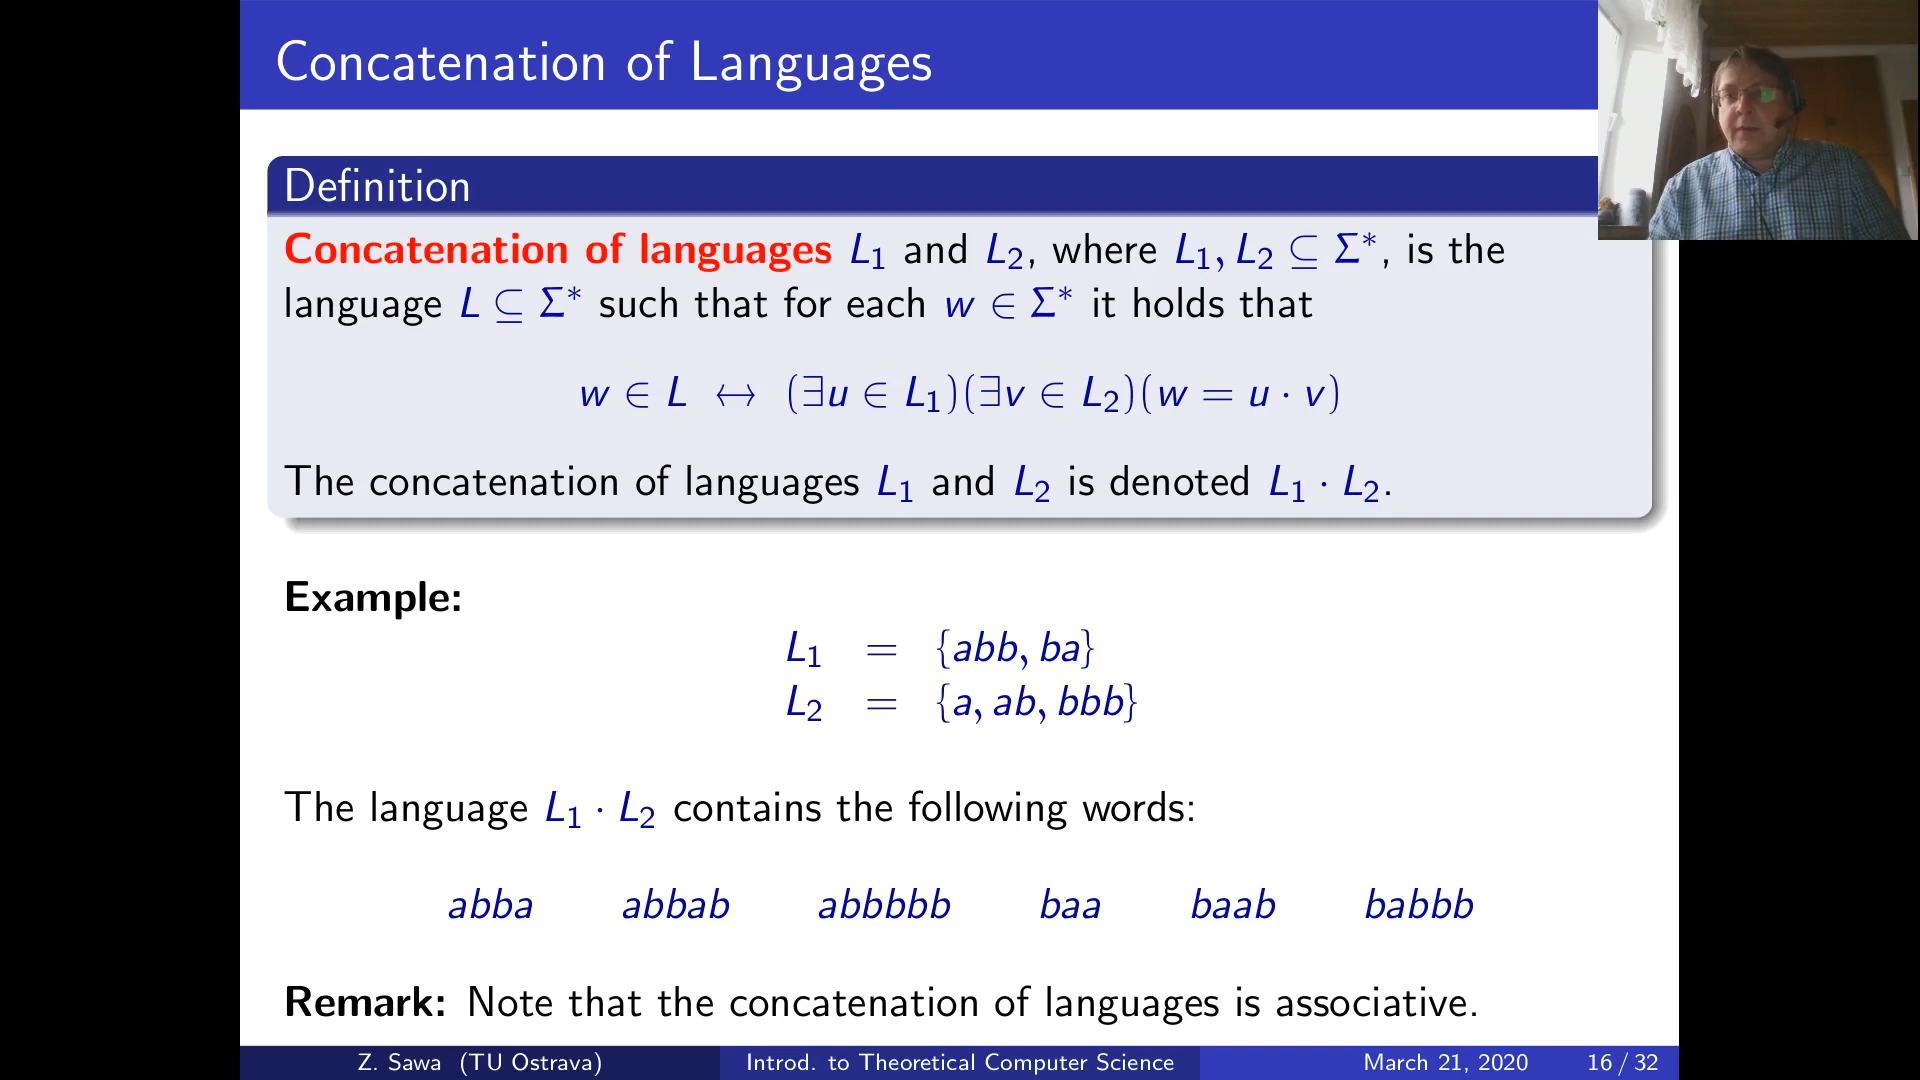 Concatenation of Languages
Definition
Concatenation of languages L₁ and L₂, where L₁, L₂ ⊆ Σ*, is the
language L ⊆ Σ* such that for each w ∈ Σ* it holds that
w ∈ L ↔ (∃u ∈ L₁)(∃v ∈ L₂)(w = u · v)
The concatenation of languages L₁ and L₂ is denoted L₁ · L₂.
Example:
L₁ = {abb, ba}
L₂ = {a, ab, bbb}
The language L₁ · L₂ contains the following words:
abba abbab abbbbb baa baab babbb
Remark: Note that the concatenation of languages is associative.
Z. Sawa (TU Ostrava) Introd. to Theoretical Computer Science March 21, 2020 16 / 32